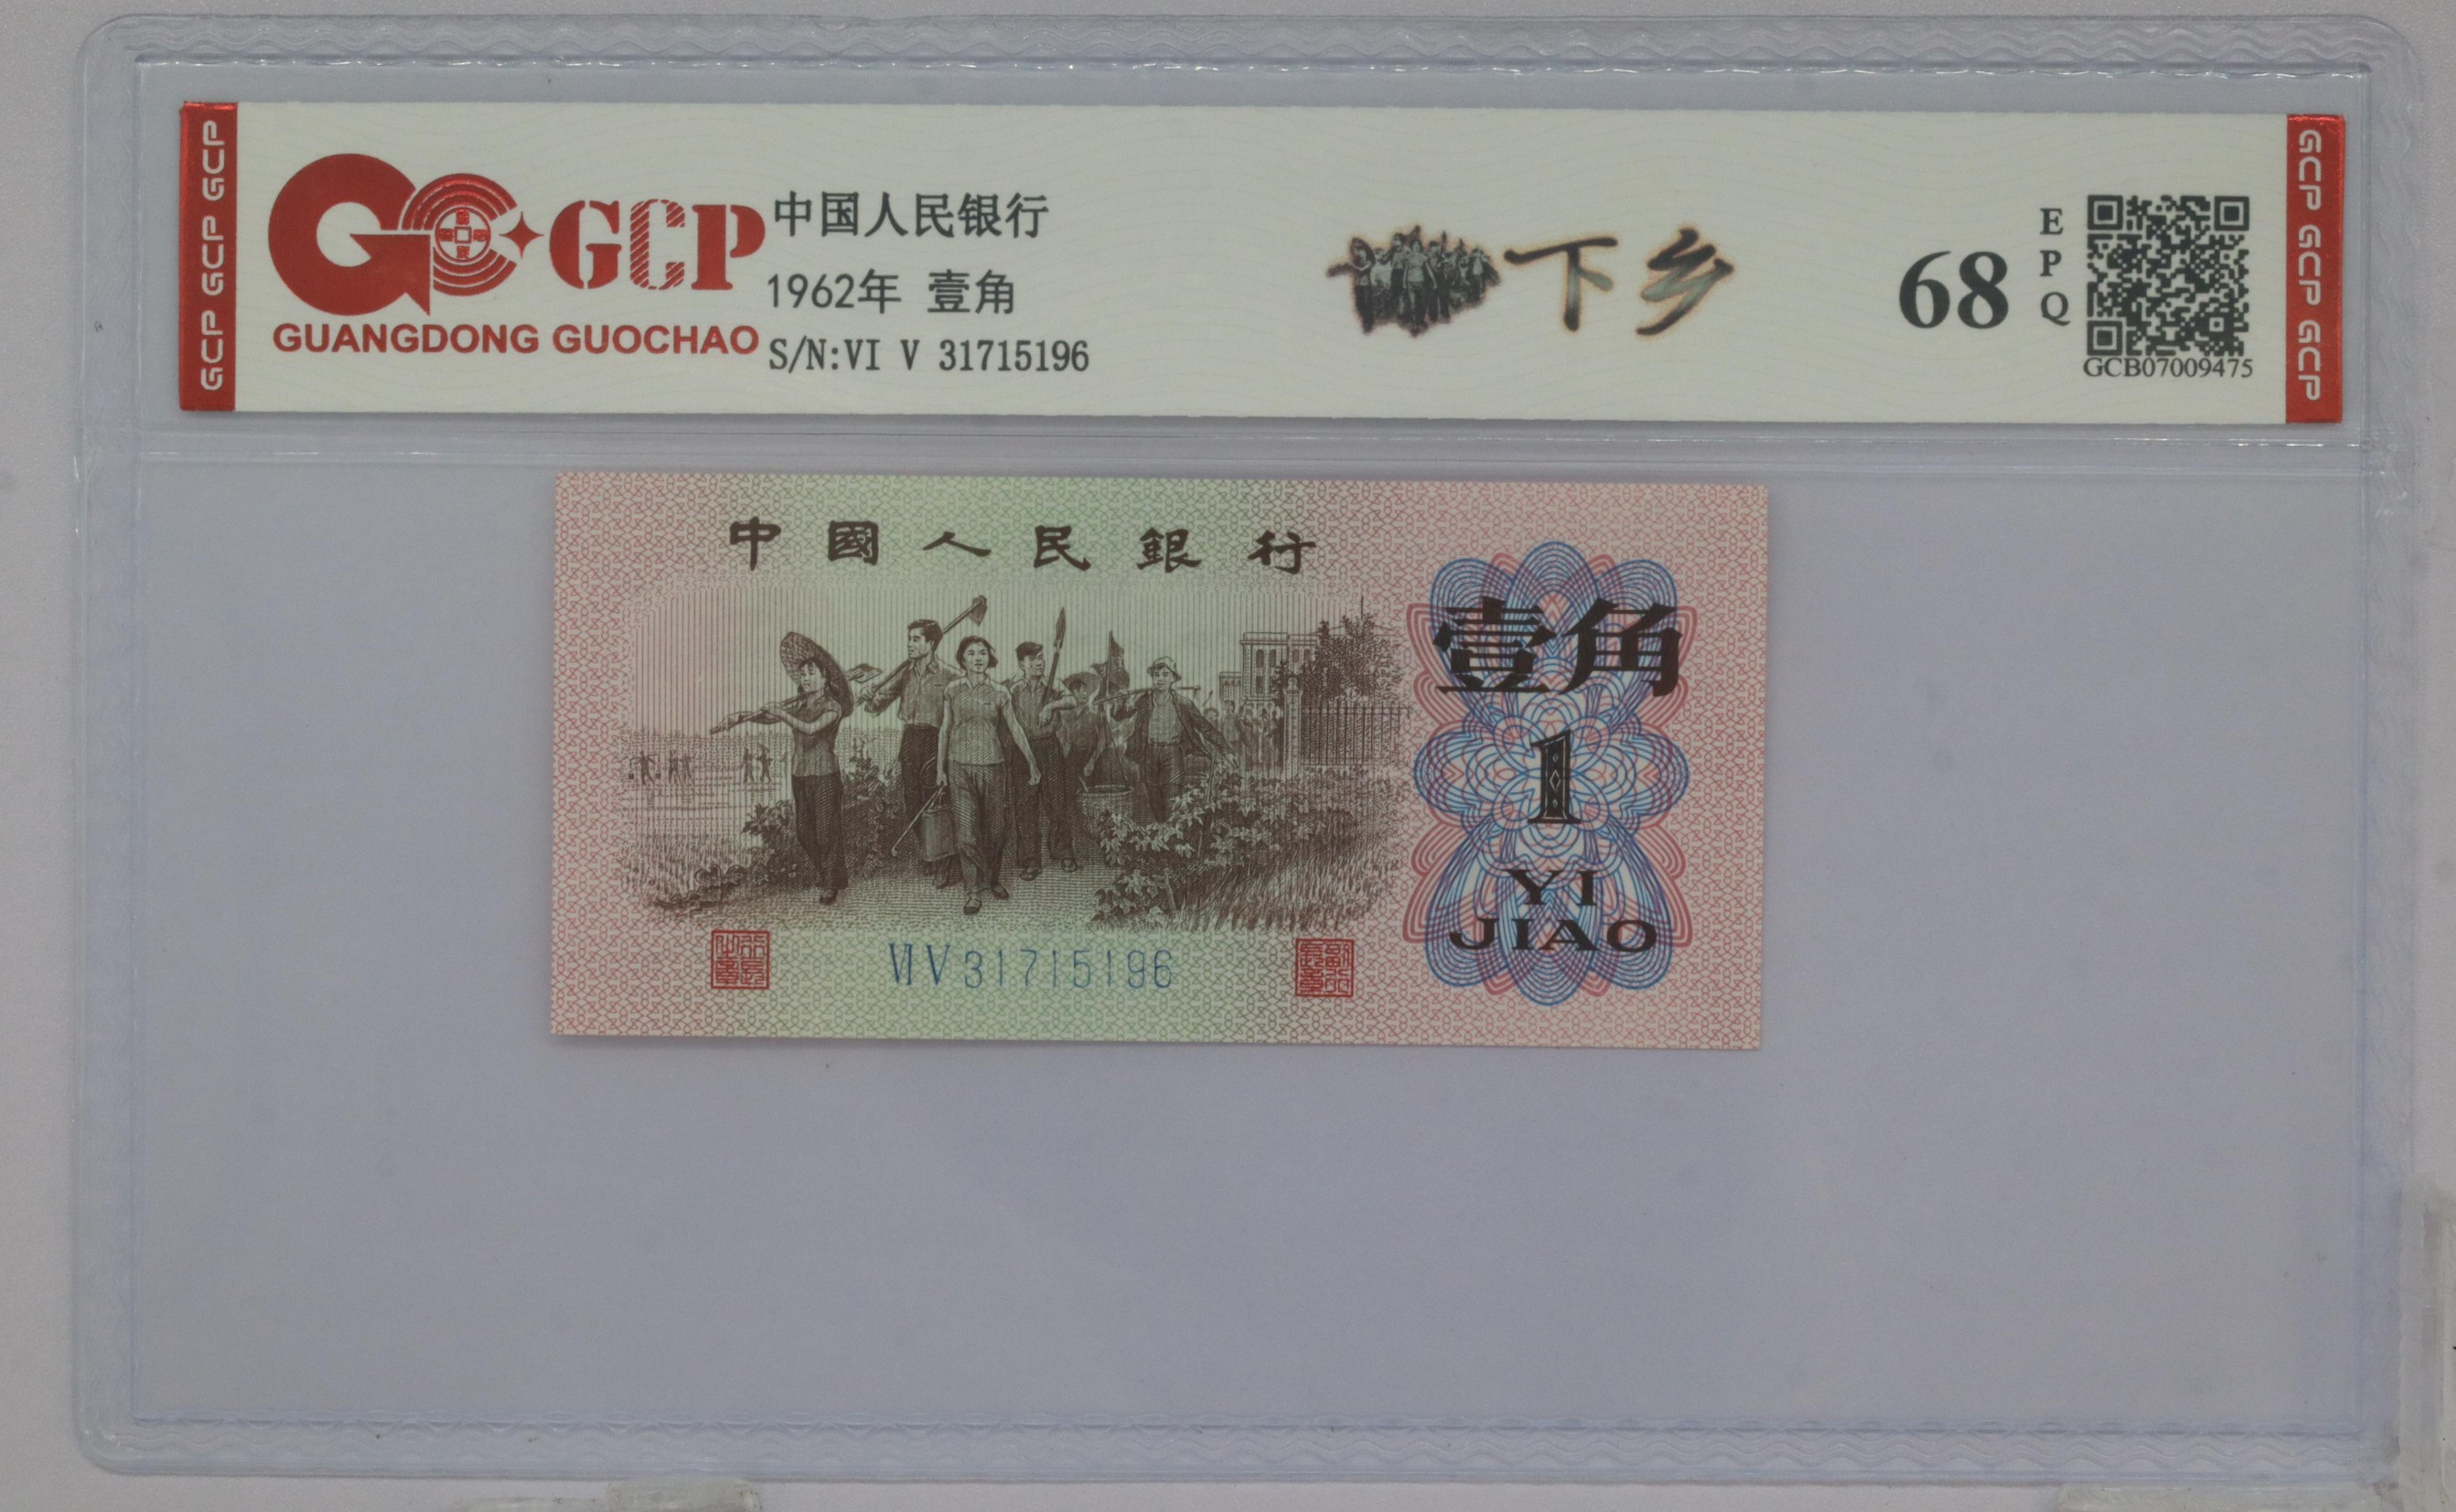 GCP GCP GCP
GCP
GUANGDONG GUOCHAO
中国人民银行
1962年 壹角
S/N:VI V 31715196
下乡
68
EPQ
GCB07009475
GCP GCP GCP
中國人民銀行
壹角
1
YI
JIAO
VI V 31715196